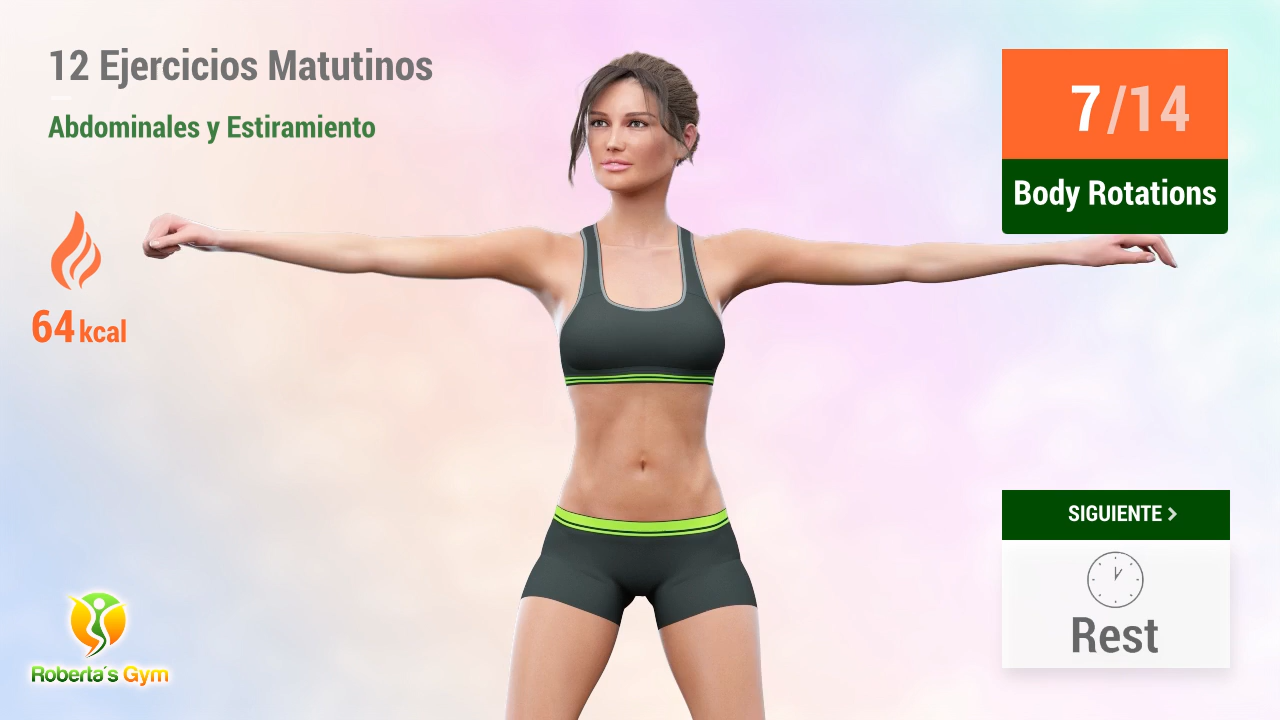 12 Ejercicios Matutinos
Abdominales y Estiramiento
7/14
Body Rotations
64 kcal
SIGUIENTE >
Rest
Roberta´s Gym